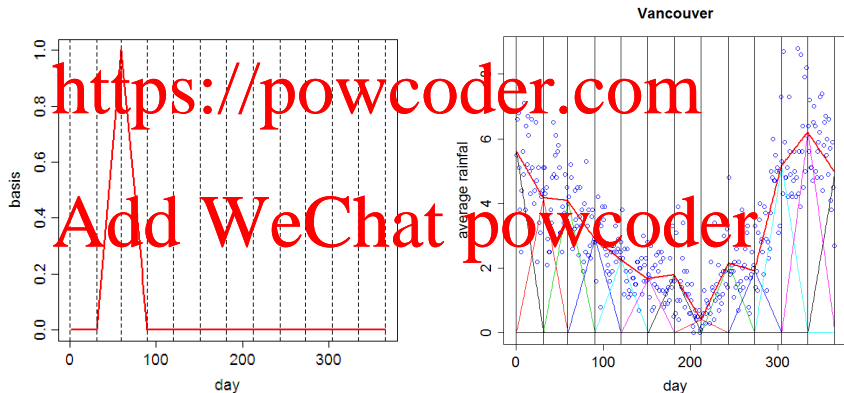 Vancouver
https://powcoder.com
Add WeChat powcoder
basis
0.0 0.2 0.4 0.6 0.8 1.0
0 100 200 300
day
average rainfal
0 2 4 6 8
0 100 200 300
day